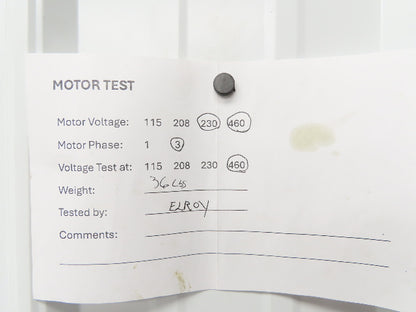 MOTOR TEST
Motor Voltage: 115 208 230 460
Motor Phase: 1 3
Voltage Test at: 115 208 230 460
Weight: 36 Lbs
Tested by: ELROY
Comments: